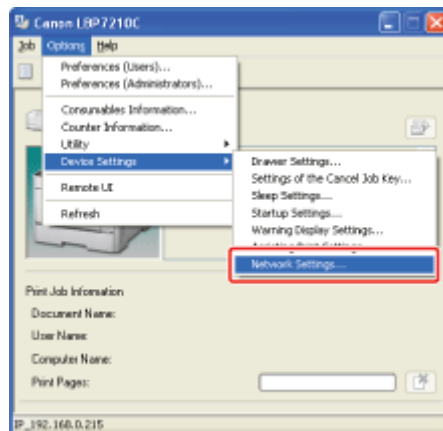 Canon LBP7210C
Job Options Help
Preferences (Users)...
Preferences (Administrators)...
Consumables Information...
Counter Information...
Utility
Device Settings
Remote UI
Refresh
Drawer Settings...
Settings of the Cancel Job Key...
Sleep Settings...
Startup Settings...
Warning Display Settings...
Network Settings...
Print Job Information
Document Name:
User Name:
Computer Name:
Print Pages:
IP_192.168.0.215